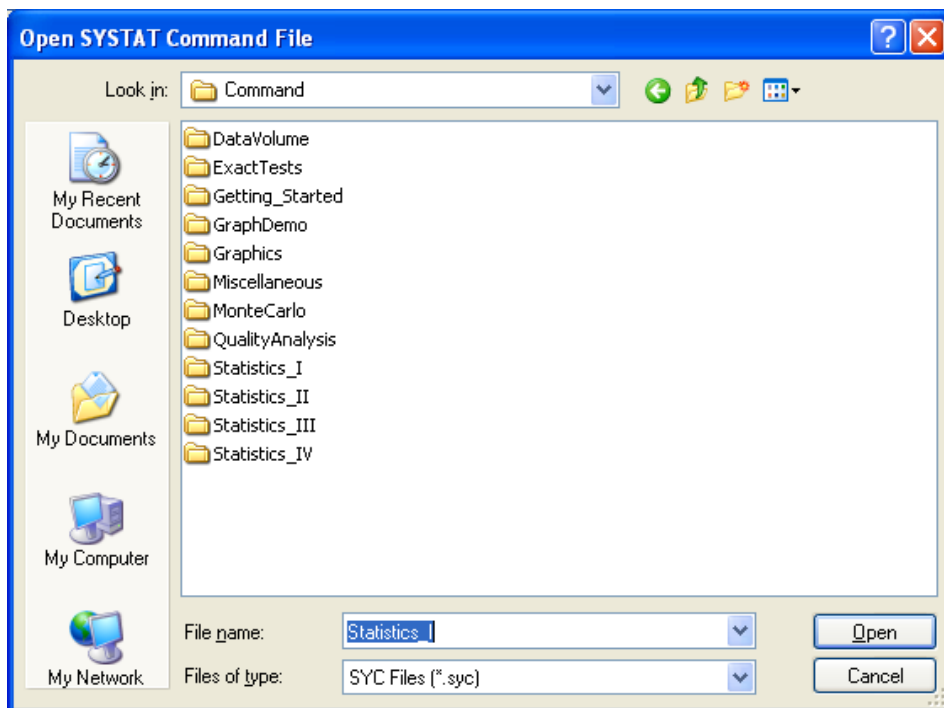 Open SYSTAT Command File
Look in:
Command
My Recent
Documents
Desktop
My Documents
My Computer
My Network
DataVolume
ExactTests
Getting_Started
GraphDemo
Graphics
Miscellaneous
MonteCarlo
QualityAnalysis
Statistics_I
Statistics_II
Statistics_III
Statistics_IV
File name:
Statistics_I
Open
Files of type:
SYC Files (*.syc)
Cancel